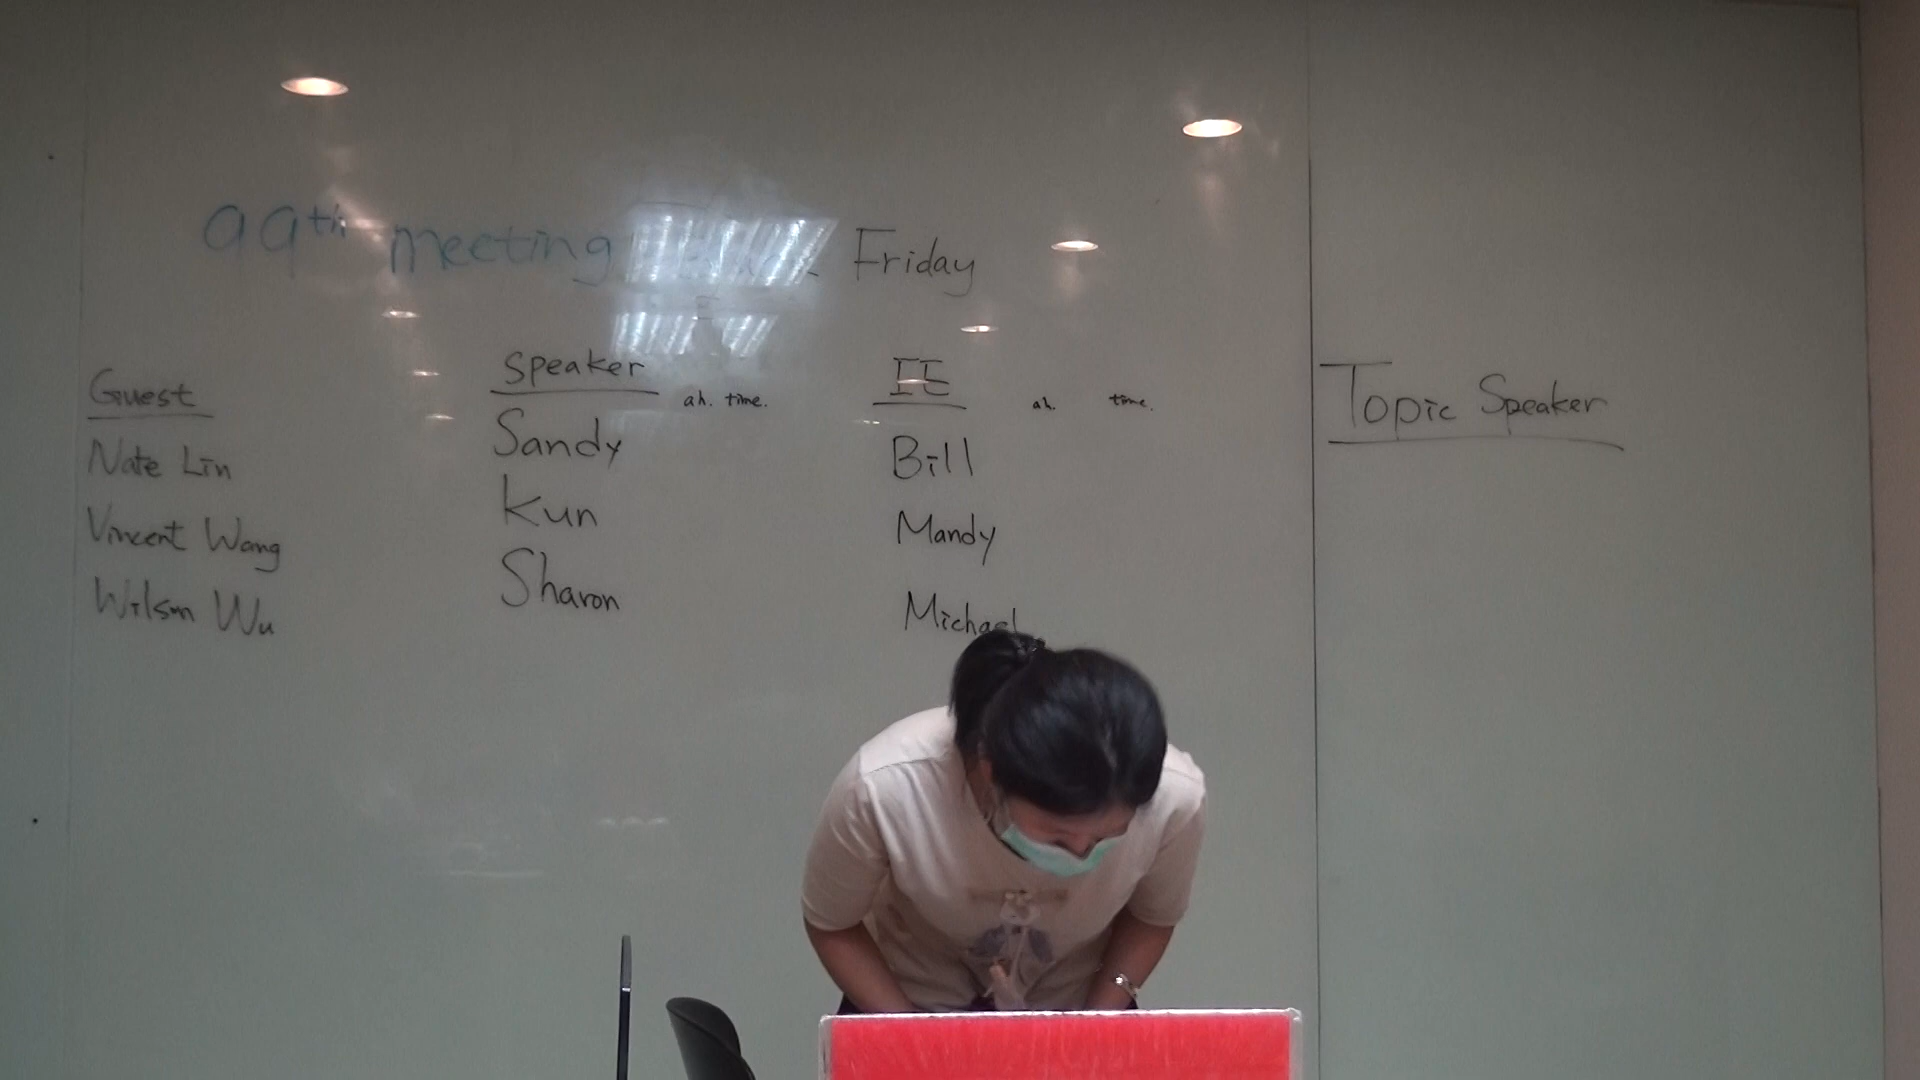 99th meeting Friday
Guest
Nate Lin
Vincent Wang
Wilson Wu
Speaker ah. time.
Sandy
Kun
Sharon
IE ah. time.
Bill
Mandy
Michael
Topic Speaker